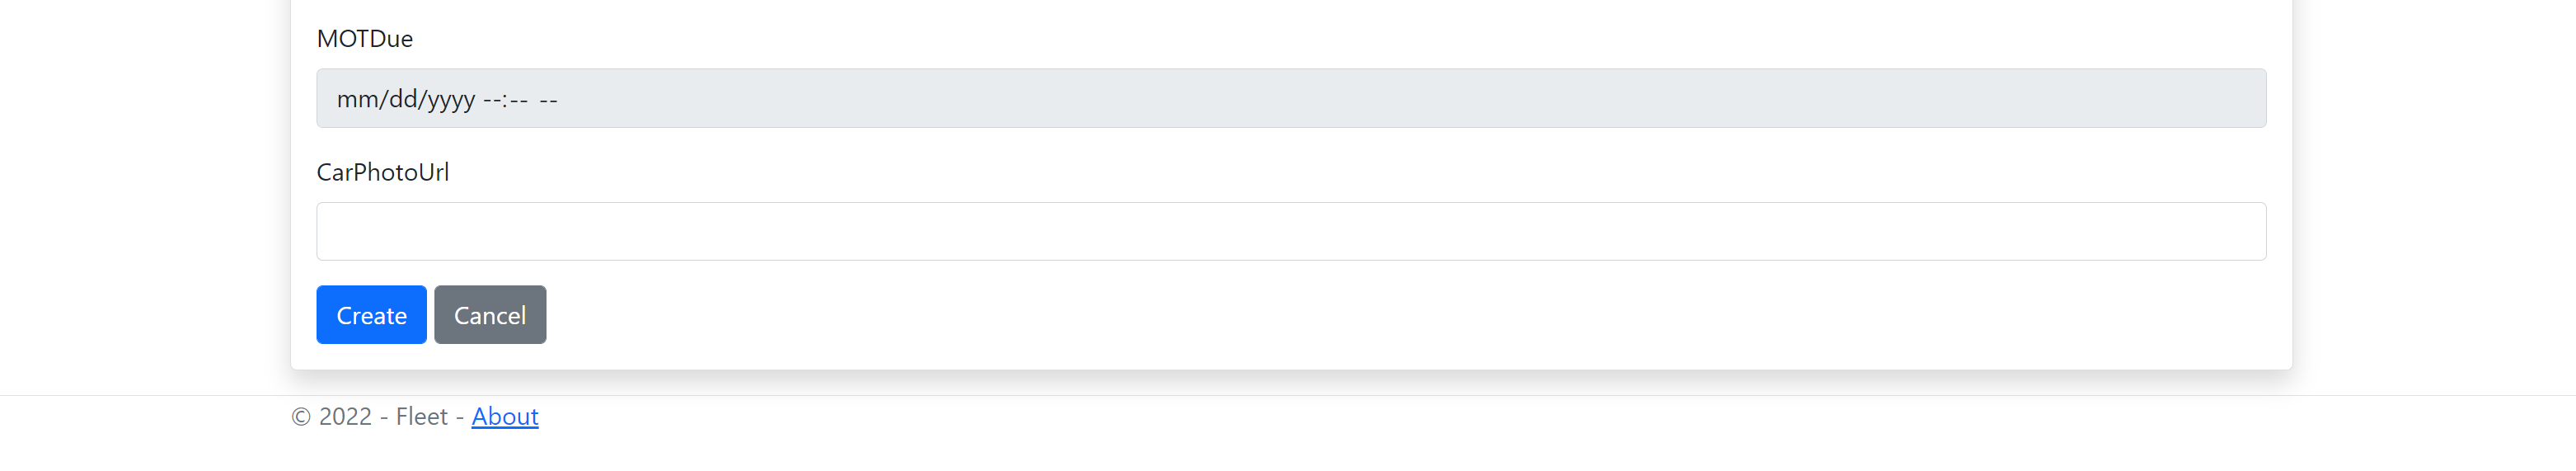 MOTDue
mm/dd/yyyy --:-- --
CarPhotoUrl
Create Cancel
© 2022 - Fleet - About